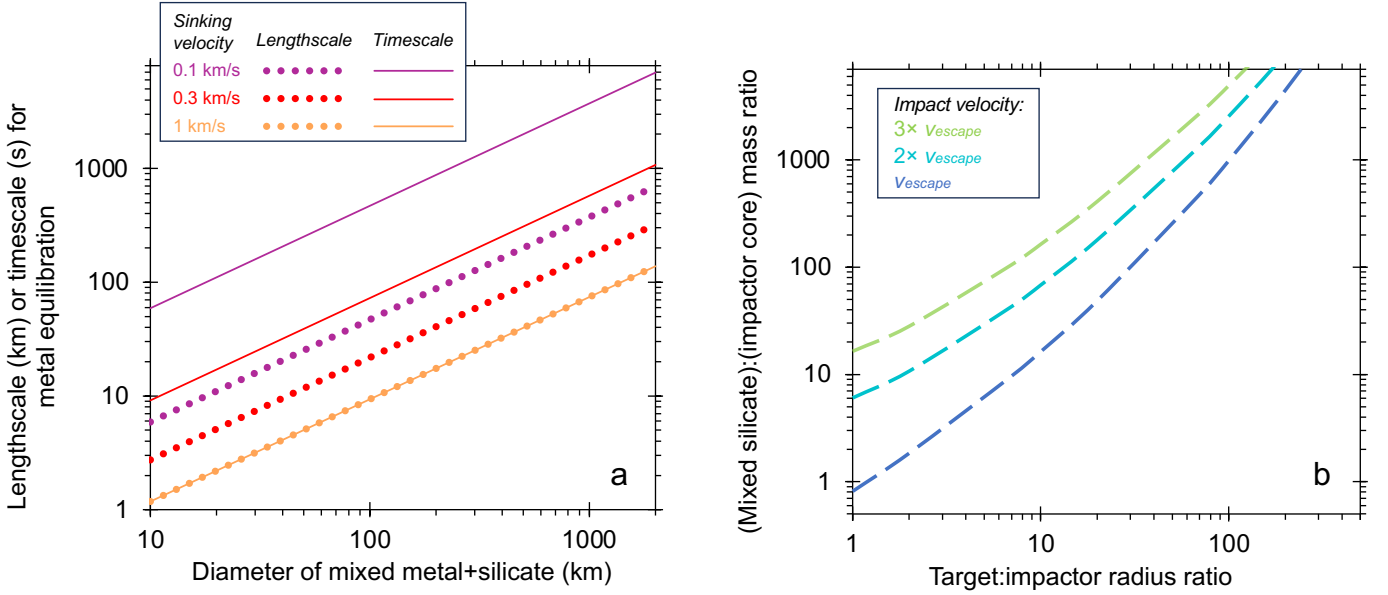 Sinking
velocity Lengthscale Timescale
0.1 km/s
0.3 km/s
1 km/s
Lengthscale (km) or timescale (s) for
metal equilibration
1000
100
10
1
10 100 1000
Diameter of mixed metal+silicate (km)
a
Impact velocity:
3× vescape
2× vescape
vescape
(Mixed silicate):(impactor core) mass ratio
1000
100
10
1
1 10 100
Target:impactor radius ratio
b